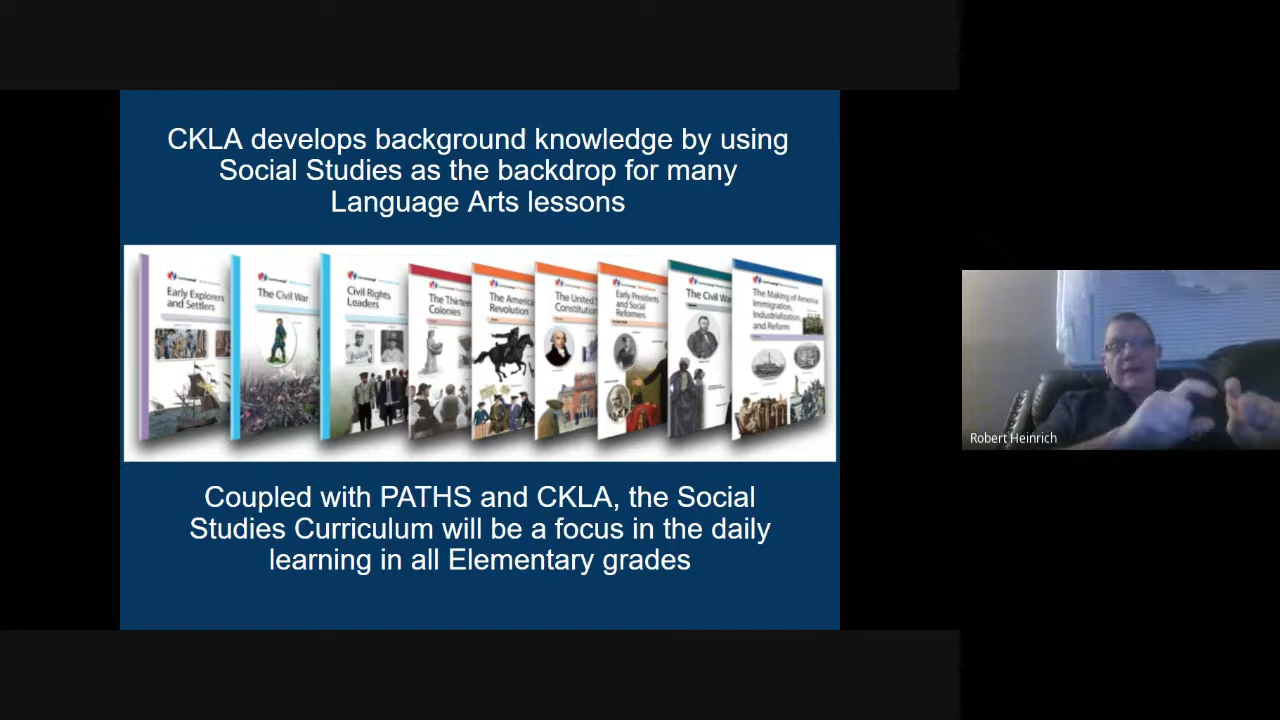 CKLA develops background knowledge by using
Social Studies as the backdrop for many
Language Arts lessons
Early Explorers
and Settlers
The Civil War
Civil Rights
Leaders
The Thirteen
Colonies
The America
Revolution
The United S
Constitution
Early Presidents
and Social
Reformers
The Civil War
The Making of America:
Immigration,
Industrialization,
and Reform
Coupled with PATHS and CKLA, the Social
Studies Curriculum will be a focus in the daily
learning in all Elementary grades
Robert Heinrich